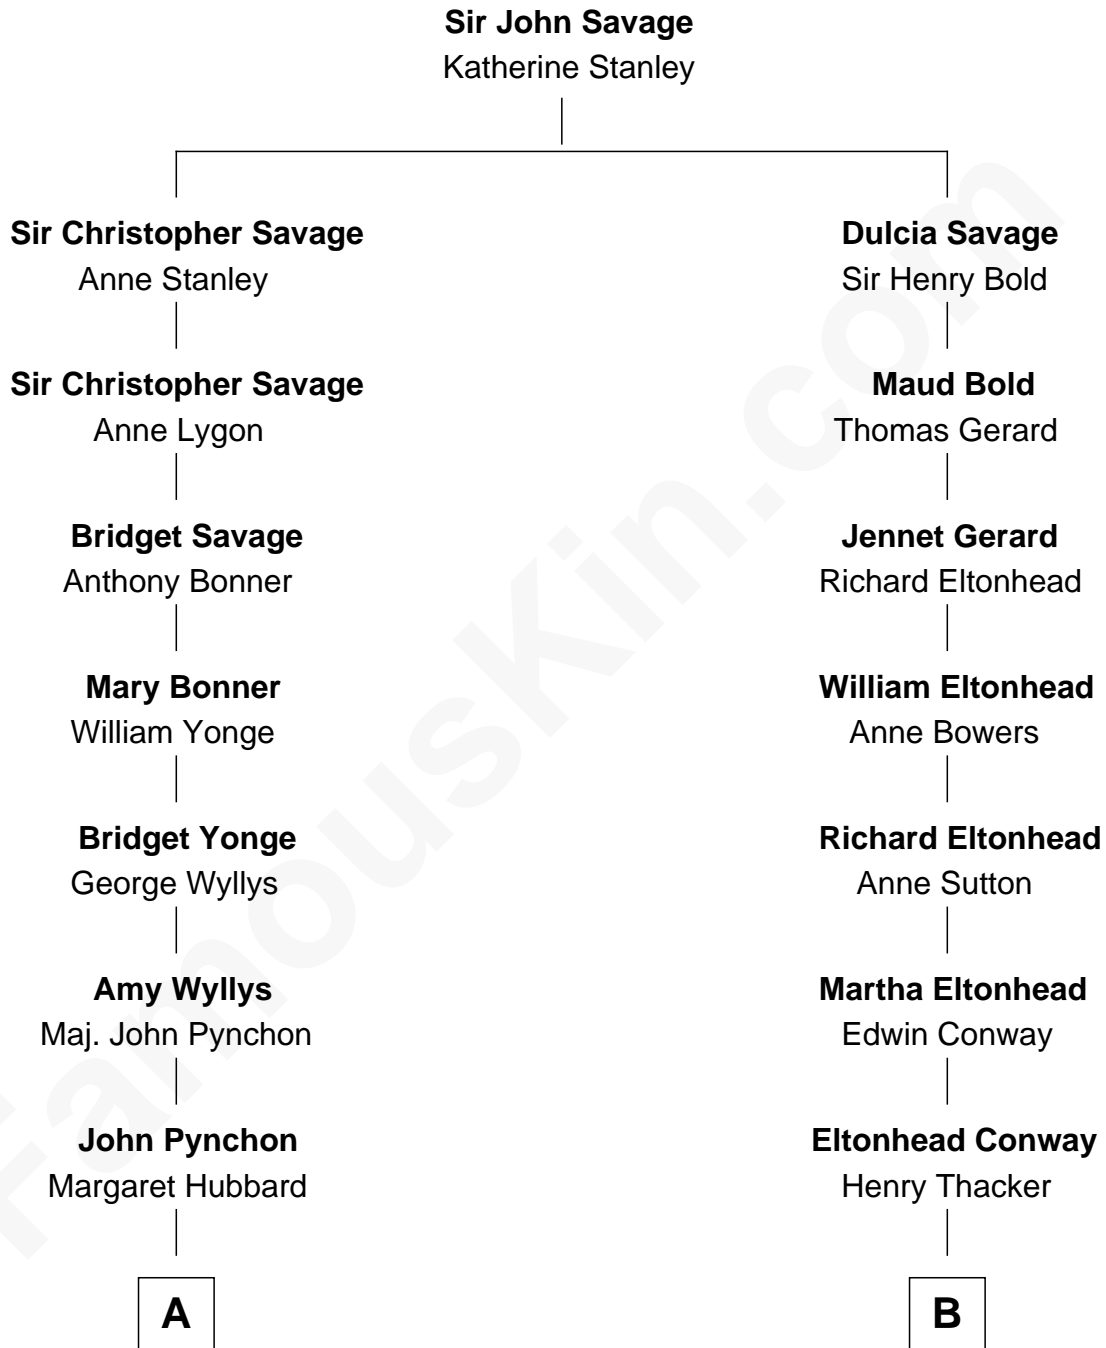 Sir John Savage
Katherine Stanley
Sir Christopher Savage
Anne Stanley
Dulcia Savage
Sir Henry Bold
Sir Christopher Savage
Anne Lygon
Maud Bold
Thomas Gerard
Bridget Savage
Anthony Bonner
Jennet Gerard
Richard Eltonhead
Mary Bonner
William Yonge
William Eltonhead
Anne Bowers
Bridget Yonge
George Wyllys
Richard Eltonhead
Anne Sutton
Amy Wyllys
Maj. John Pynchon
Martha Eltonhead
Edwin Conway
John Pynchon
Margaret Hubbard
Eltonhead Conway
Henry Thacker
A
B
FamousKin.com